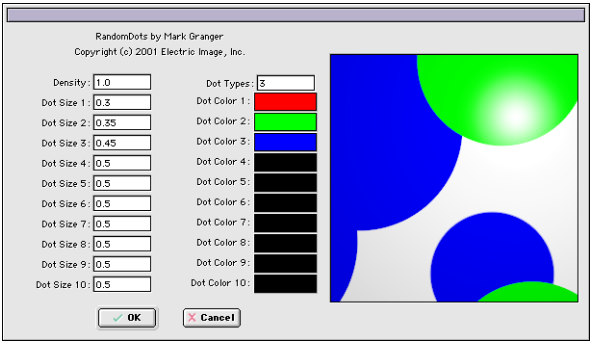 RandomDots by Mark Granger
Copyright (c) 2001 Electric Image, Inc.
Density: 1.0 Dot Types: 3
Dot Size 1: 0.3 Dot Color 1:
Dot Size 2: 0.35 Dot Color 2:
Dot Size 3: 0.45 Dot Color 3:
Dot Size 4: 0.5 Dot Color 4:
Dot Size 5: 0.5 Dot Color 5:
Dot Size 6: 0.5 Dot Color 6:
Dot Size 7: 0.5 Dot Color 7:
Dot Size 8: 0.5 Dot Color 8:
Dot Size 9: 0.5 Dot Color 9:
Dot Size 10: 0.5 Dot Color 10:
OK Cancel